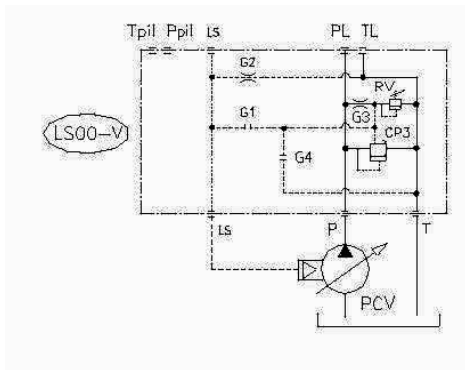 Tpil Ppil LS PL TL
G2
RV
G1 G3
LS00-V CP3
G4
LS P T
PCV